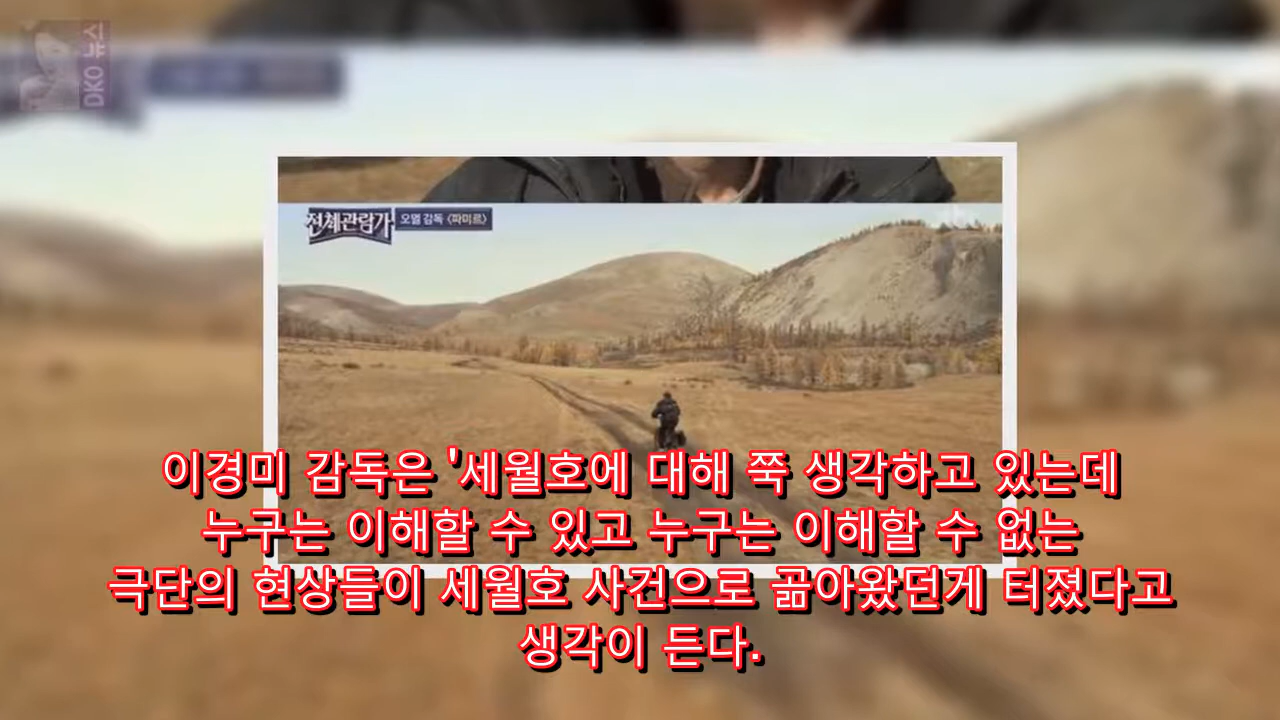 DKO 뉴스
전체관람가
오멸 감독 〈파미르〉
이경미 감독은 '세월호에 대해 쭉 생각하고 있는데
누구는 이해할 수 있고 누구는 이해할 수 없는
극단의 현상들이 세월호 사건으로 곪아왔던게 터졌다고
생각이 든다.